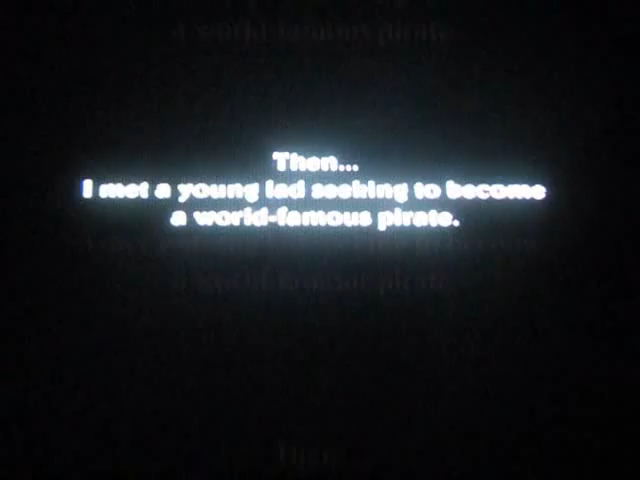 Then...
I met a young lad seeking to become
a world-famous pirate.